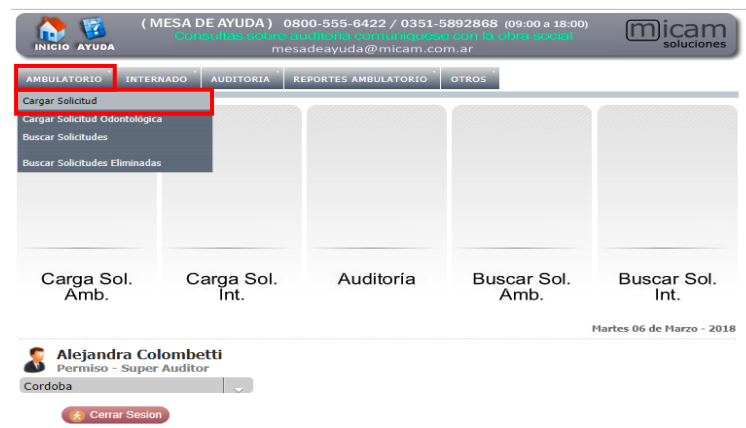 ( MESA DE AYUDA ) 0800-555-6422 / 0351-5892868 (09:00 a 18:00)
Consultas sobre auditoria comuniquese con la obra social
mesadeayuda@micam.com.ar
INICIO AYUDA
micam
soluciones
AMBULATORIO INTERNADO AUDITORIA REPORTES AMBULATORIO OTROS
Cargar Solicitud
Cargar Solicitud Odontológica
Buscar Solicitudes
Buscar Solicitudes Eliminadas
Carga Sol. Amb.
Carga Sol. Int.
Auditoría
Buscar Sol. Amb.
Buscar Sol. Int.
Martes 06 de Marzo - 2018
Alejandra Colombetti
Permiso - Super Auditor
Cordoba
Cerrar Sesion